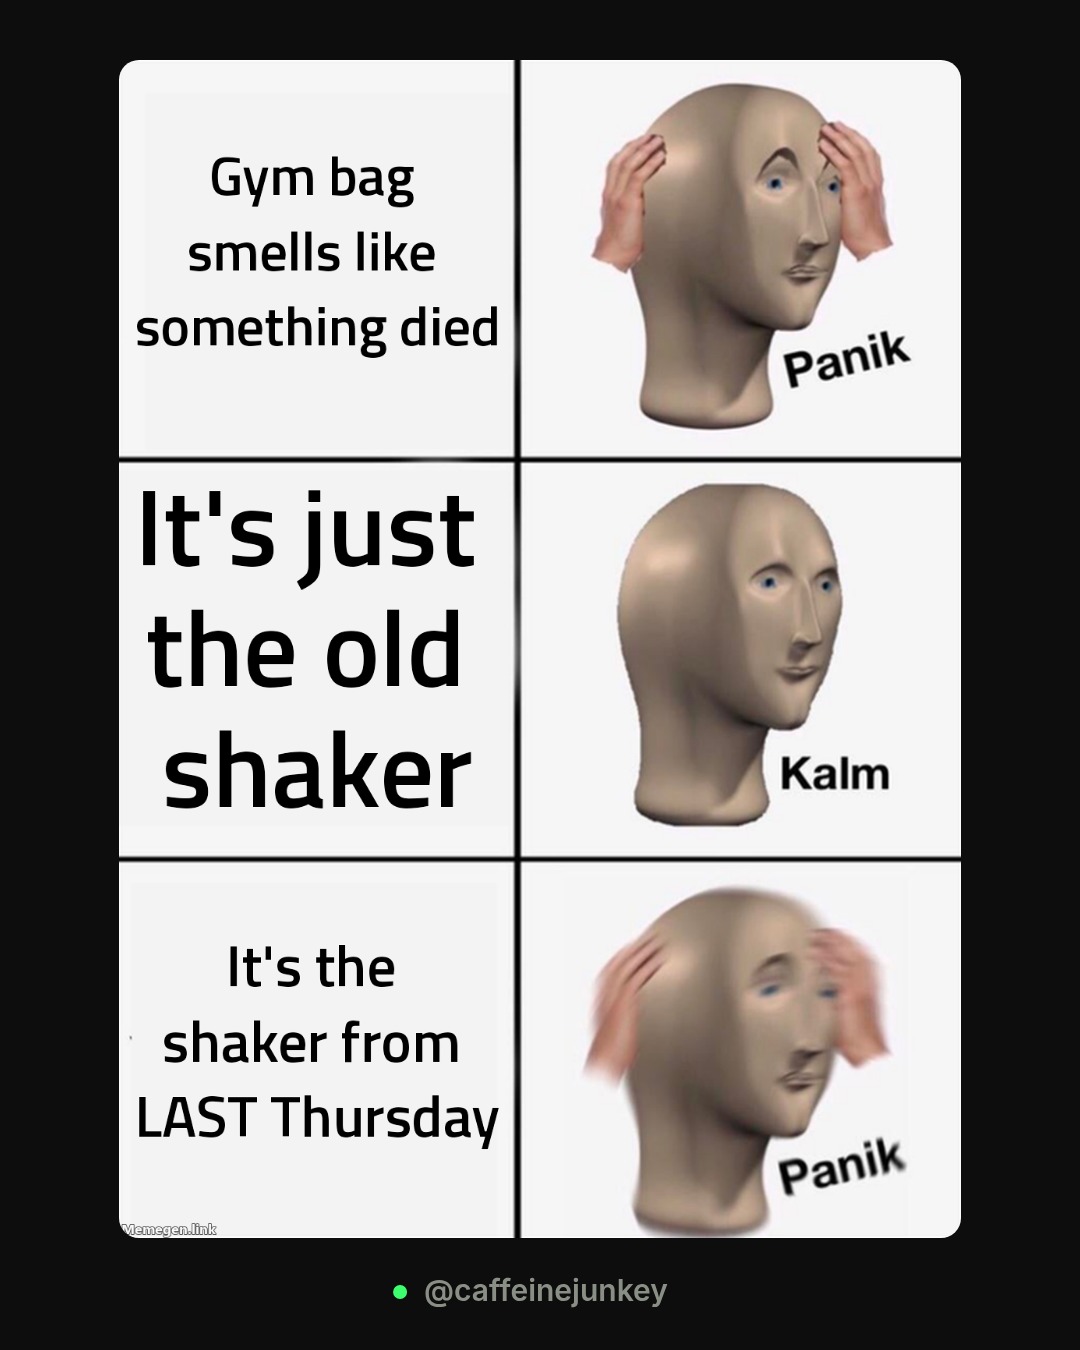 Gym bag
smells like
something died
Panik
It's just
the old
shaker
Kalm
It's the
shaker from
LAST Thursday
Panik
Memegen.link
@caffeinejunkey